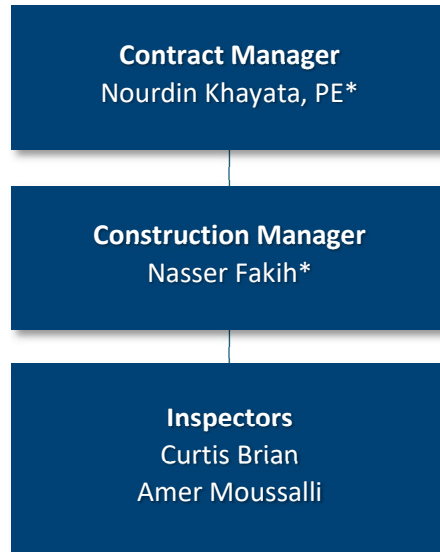 Contract Manager
Nourdin Khayata, PE*
Construction Manager
Nasser Fakih*
Inspectors
Curtis Brian
Amer Moussalli